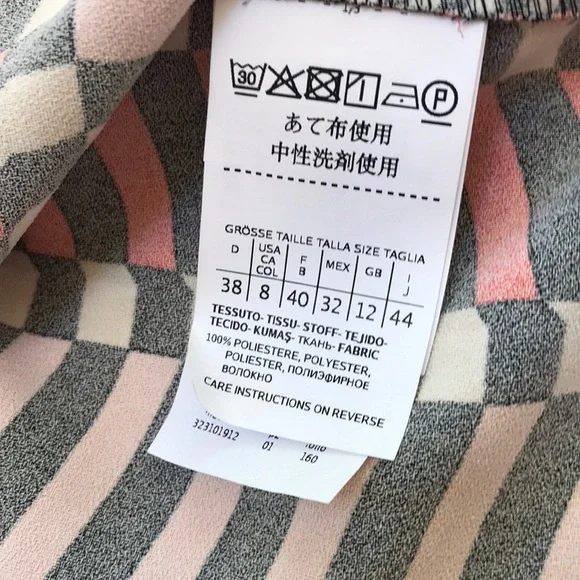 1/3
30 P
あて布使用
中性洗剤使用
GRÖSSE TAILLE TALLA SIZE TAGLIA
D USA CA COL F B MEX GB I J
38 8 40 32 12 44
TESSUTO- TISSU- STOFF- TEJIDO-
TECIDO- KUMAŞ- ТКАНЬ- FABRIC
100% POLIESTERE, POLYESTER,
POLIESTER, ПОЛИЭФИРНОЕ
ВОЛОКНО
CARE INSTRUCTIONS ON REVERSE
323101912 01 160